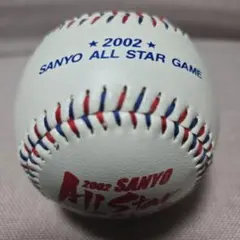 ★ 2002 ★
SANYO ALL STAR GAME
2002 SANYO
All Star